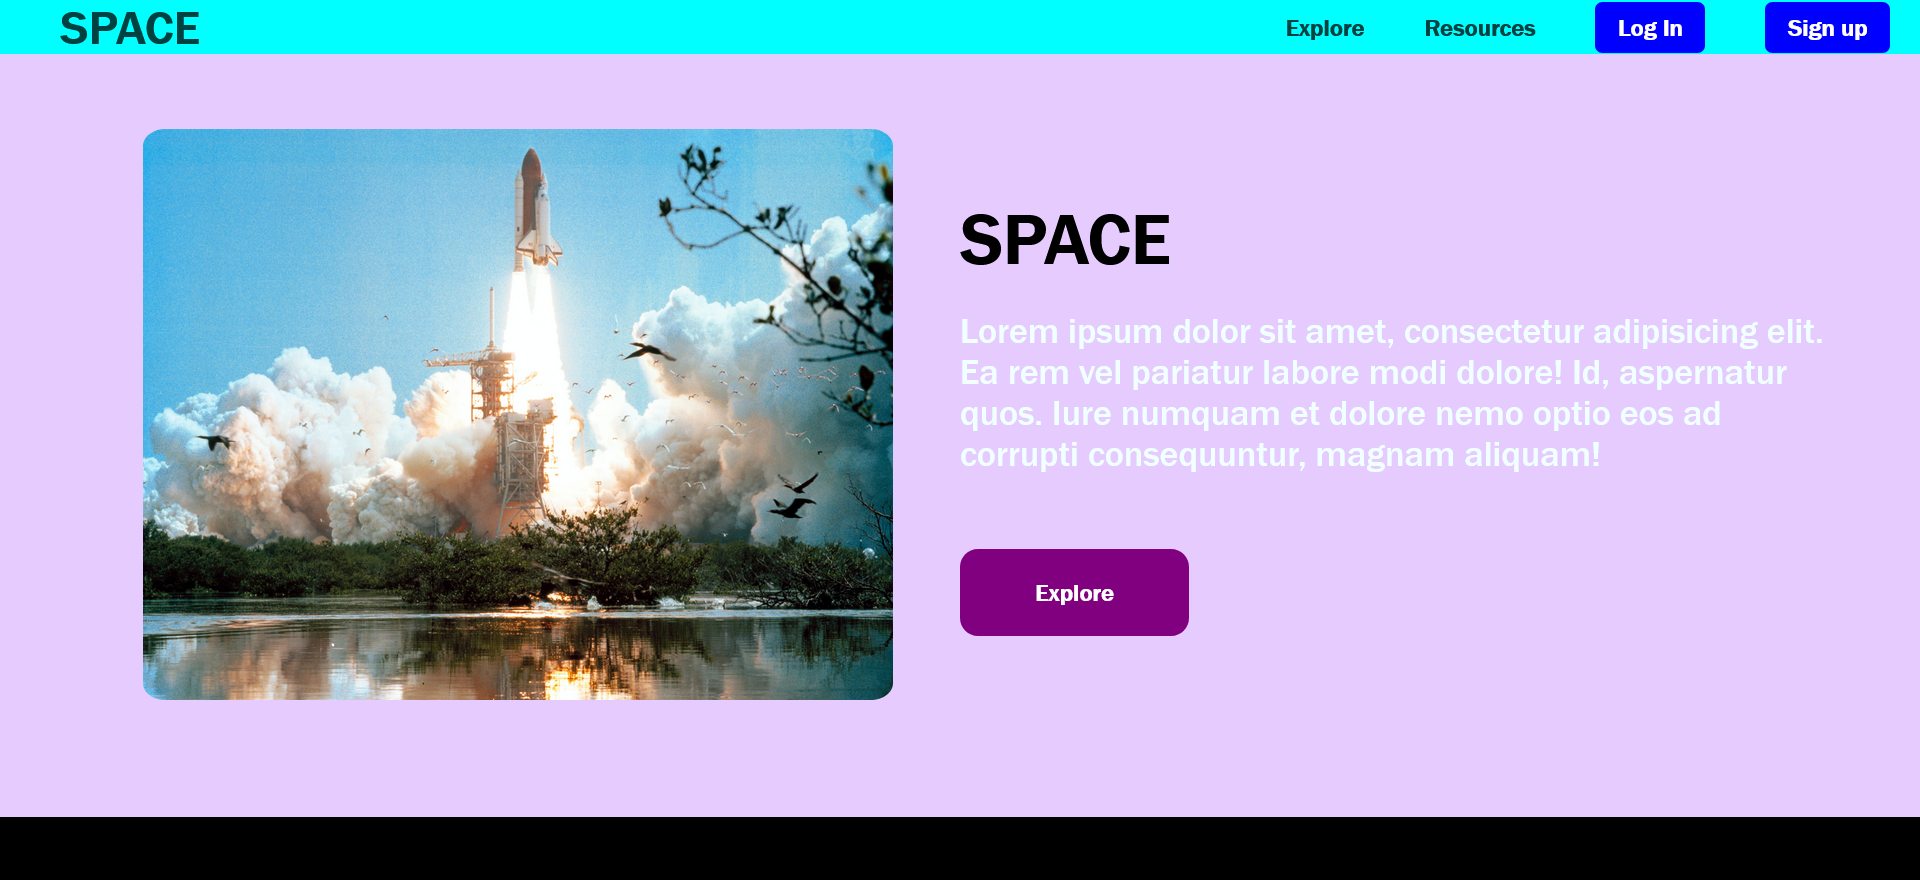 SPACE
Explore
Resources
Log In
Sign up
SPACE
Lorem ipsum dolor sit amet, consectetur adipisicing elit.
Ea rem vel pariatur labore modi dolore! Id, aspernatur
quos. Iure numquam et dolore nemo optio eos ad
corrupti consequuntur, magnam aliquam!
Explore